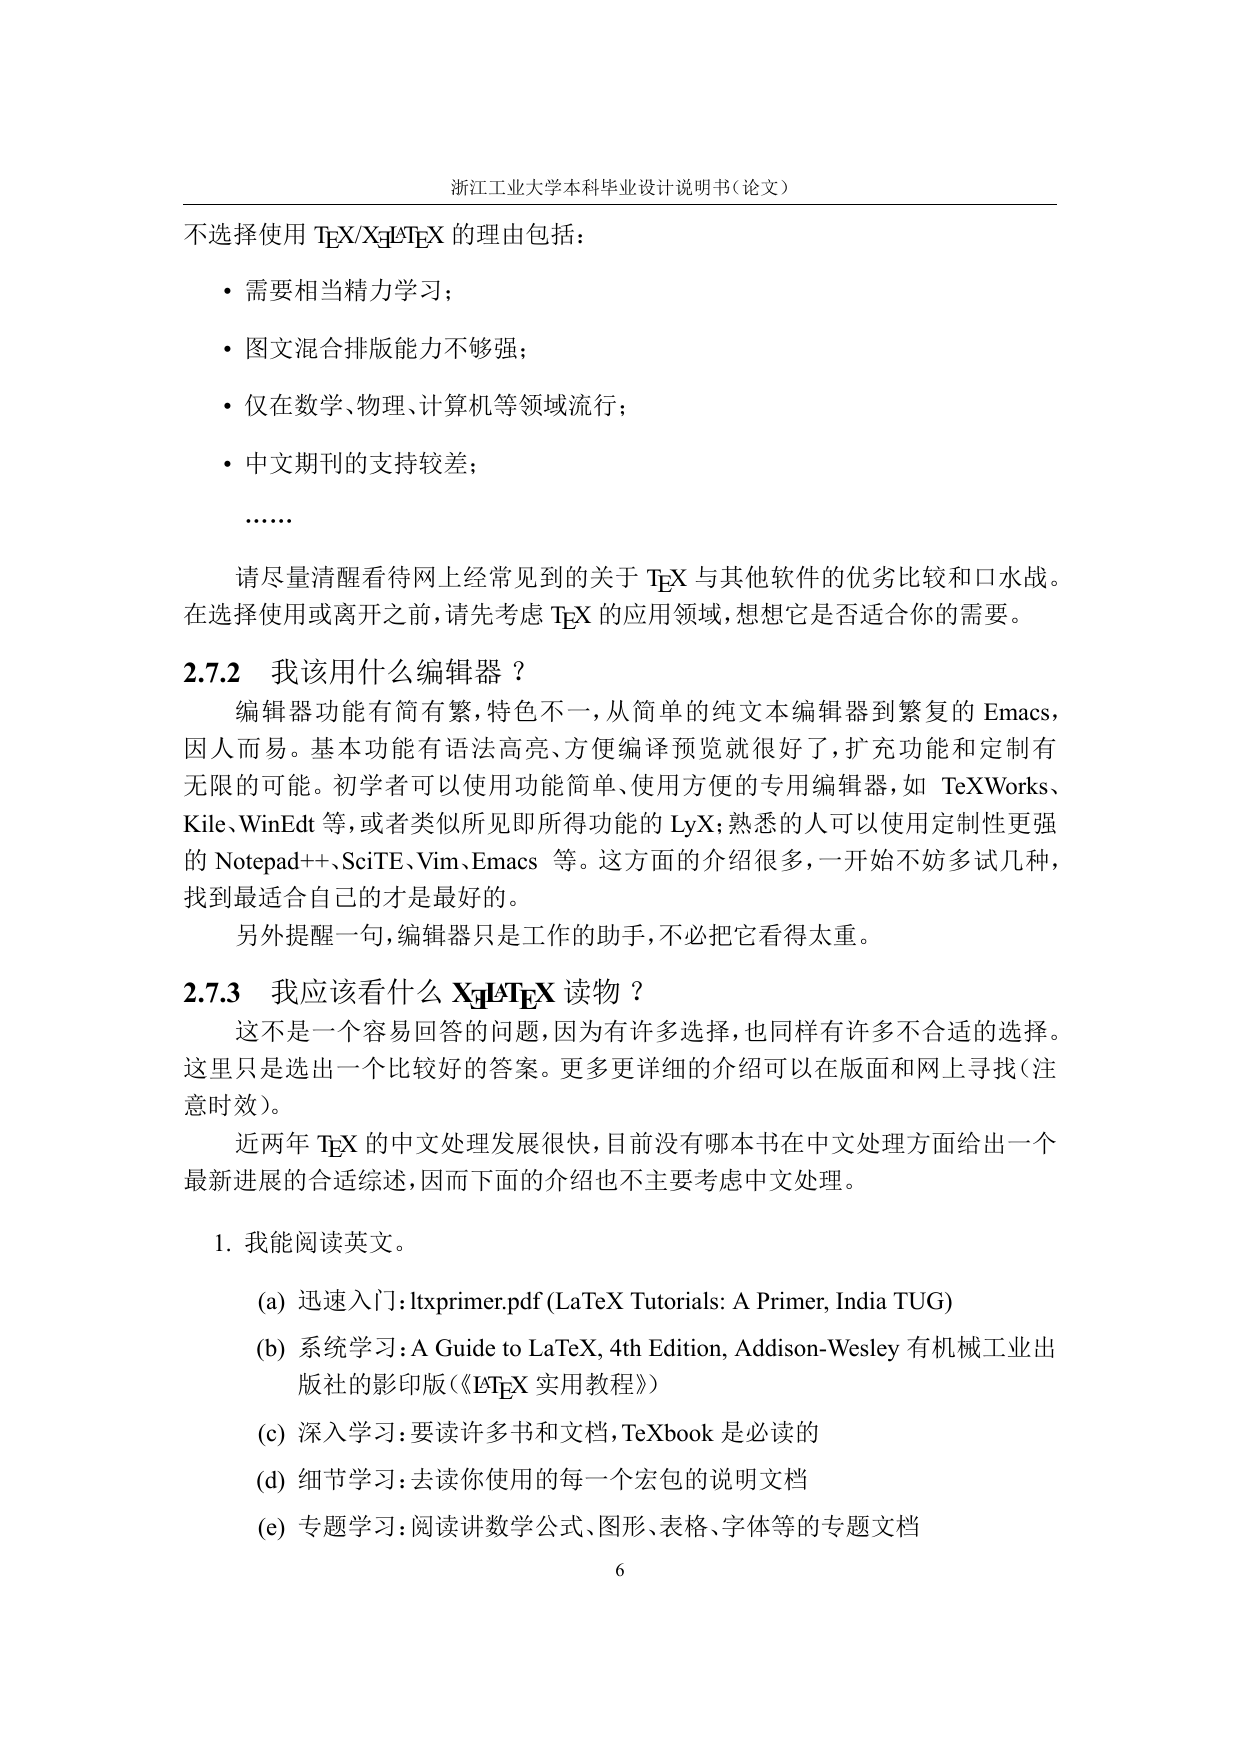 浙江工业大学本科毕业设计说明书（论文）
不选择使用 TEX/XELATEX 的理由包括：
• 需要相当精力学习；
• 图文混合排版能力不够强；
• 仅在数学、物理、计算机等领域流行；
• 中文期刊的支持较差；
……
请尽量清醒看待网上经常见到的关于 TEX 与其他软件的优劣比较和口水战。
在选择使用或离开之前，请先考虑 TEX 的应用领域，想想它是否适合你的需要。
2.7.2 我该用什么编辑器？
编辑器功能有简有繁，特色不一，从简单的纯文本编辑器到繁复的 Emacs，
因人而易。基本功能有语法高亮、方便编译预览就很好了，扩充功能和定制有
无限的可能。初学者可以使用功能简单、使用方便的专用编辑器，如 TeXWorks、
Kile、WinEdt 等，或者类似所见即所得功能的 LyX；熟悉的人可以使用定制性更强
的 Notepad++、SciTE、Vim、Emacs 等。这方面的介绍很多，一开始不妨多试几种，
找到最适合自己的才是最好的。
另外提醒一句，编辑器只是工作的助手，不必把它看得太重。
2.7.3 我应该看什么 XELATEX 读物？
这不是一个容易回答的问题，因为有许多选择，也同样有许多不合适的选择。
这里只是选出一个比较好的答案。更多更详细的介绍可以在版面和网上寻找（注
意时效）。
近两年 TEX 的中文处理发展很快，目前没有哪本书在中文处理方面给出一个
最新进展的合适综述，因而下面的介绍也不主要考虑中文处理。
1. 我能阅读英文。
(a) 迅速入门：ltxprimer.pdf (LaTeX Tutorials: A Primer, India TUG)
(b) 系统学习：A Guide to LaTeX, 4th Edition, Addison-Wesley 有机械工业出
版社的影印版（《LATEX 实用教程》）
(c) 深入学习：要读许多书和文档，TeXbook 是必读的
(d) 细节学习：去读你使用的每一个宏包的说明文档
(e) 专题学习：阅读讲数学公式、图形、表格、字体等的专题文档
6